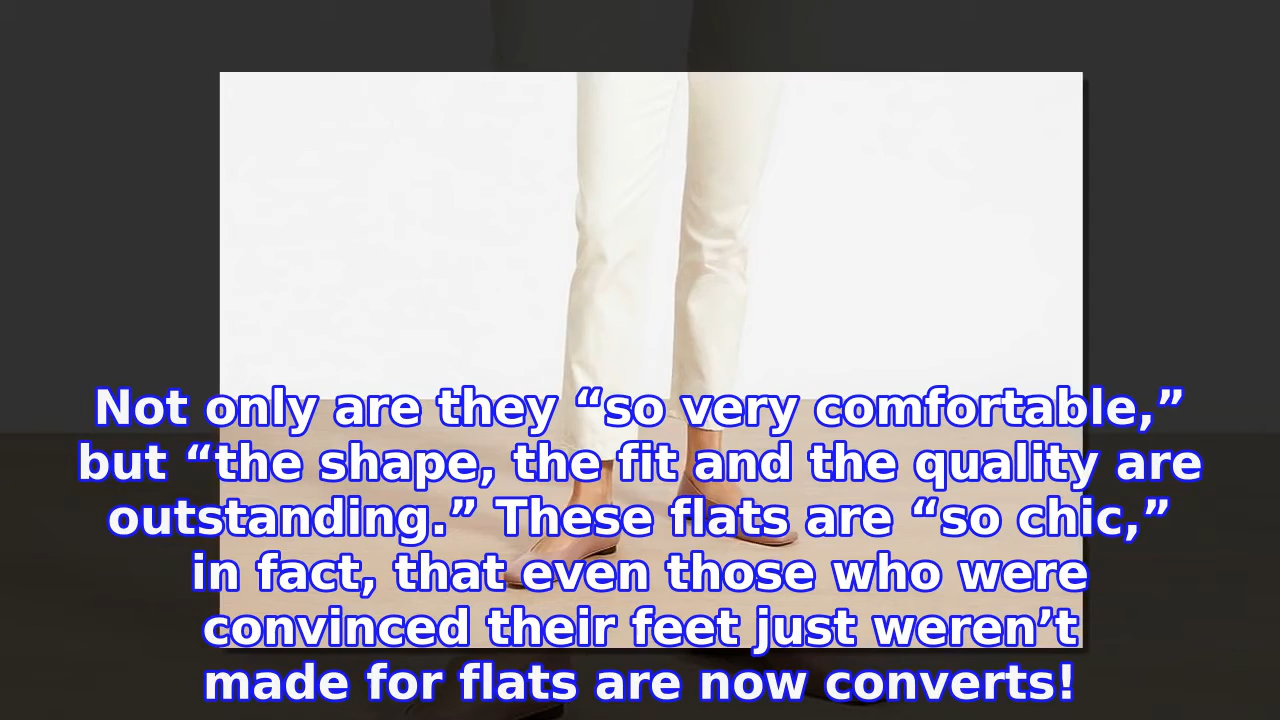 Not only are they “so very comfortable,”
but “the shape, the fit and the quality are
outstanding.” These flats are “so chic,”
in fact, that even those who were
convinced their feet just weren’t
made for flats are now converts!